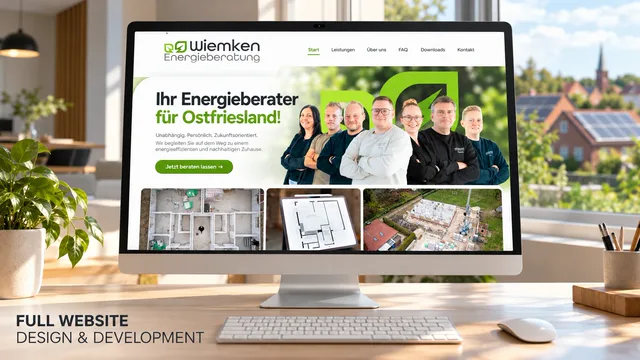 Wiemken
Energieberatung
Start Leistungen Über uns FAQ Downloads Kontakt
Ihr Energieberater
für Ostfriesland!
Unabhängig. Persönlich. Zukunftsorientiert.
Wir begleiten Sie auf dem Weg zu einem
energieeffizienten und nachhaltigen Zuhause.
Jetzt beraten lassen →
FULL WEBSITE
DESIGN & DEVELOPMENT